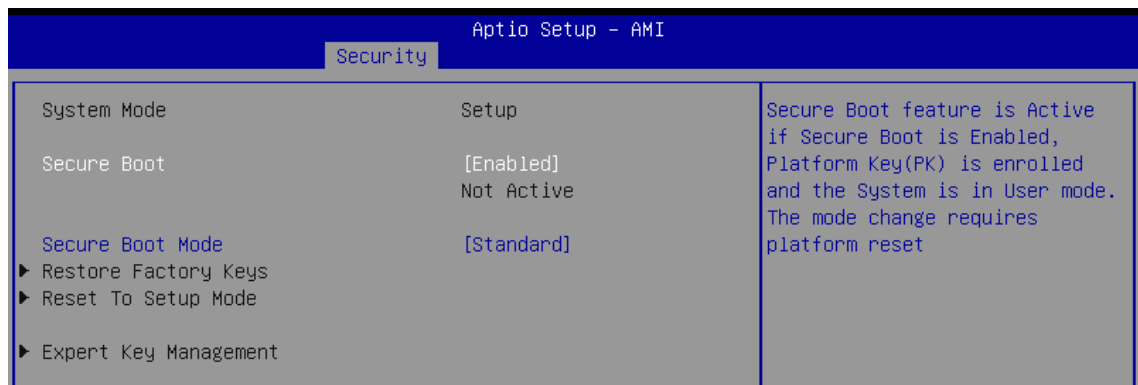 Aptio Setup – AMI
Security
System Mode Setup
Secure Boot [Enabled]
Not Active
Secure Boot Mode [Standard]
▶ Restore Factory Keys
▶ Reset To Setup Mode
▶ Expert Key Management
Secure Boot feature is Active
if Secure Boot is Enabled,
Platform Key(PK) is enrolled
and the System is in User mode.
The mode change requires
platform reset